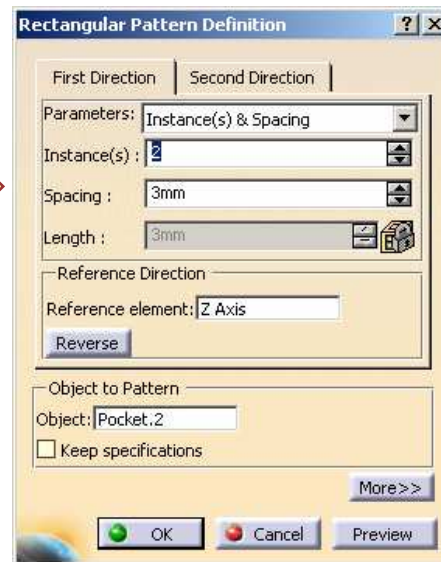 Rectangular Pattern Definition
? X
First Direction Second Direction
Parameters: Instance(s) & Spacing
Instance(s) : 2
Spacing : 3mm
Length : 3mm
Reference Direction
Reference element: Z Axis
Reverse
Object to Pattern
Object: Pocket.2
Keep specifications
More>>
OK Cancel Preview